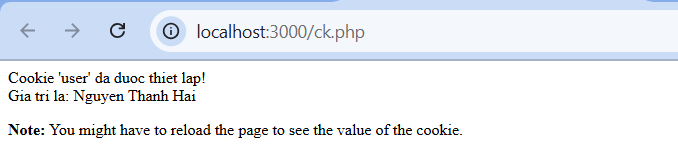 localhost:3000/ck.php
Cookie 'user' da duoc thiet lap!
Gia tri la: Nguyen Thanh Hai
Note: You might have to reload the page to see the value of the cookie.